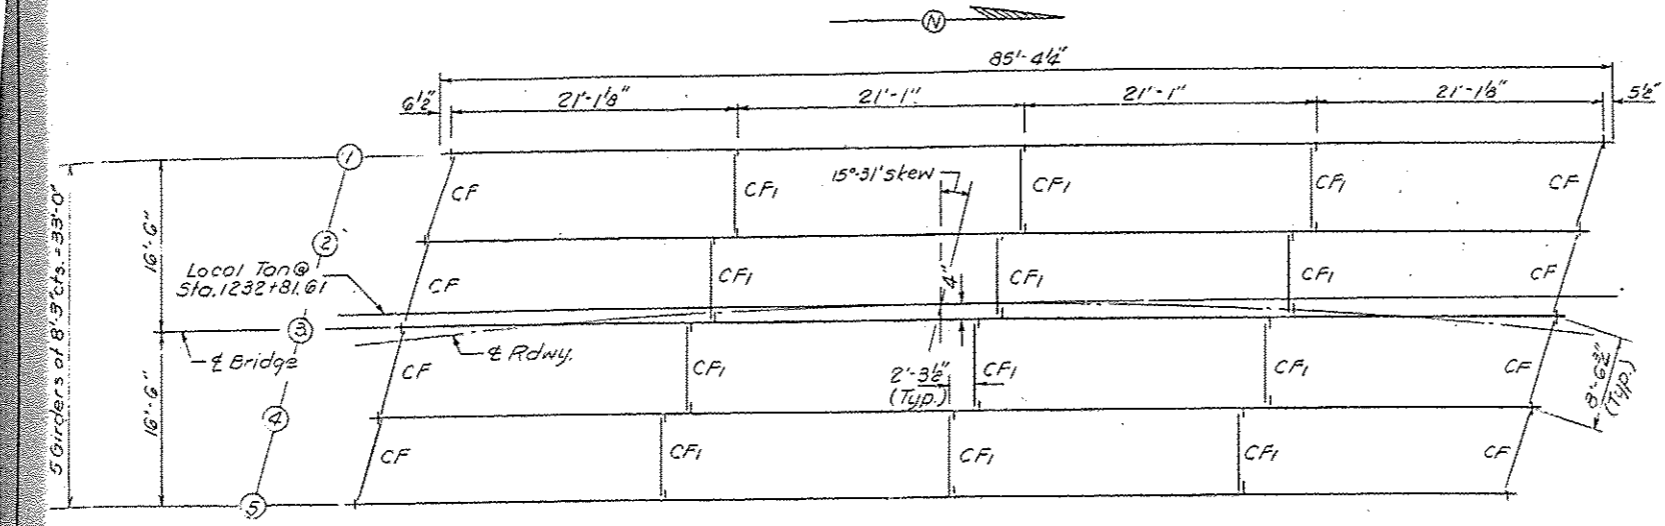 N
85'-4¼"
6½"
21'-1⅛"
21'-1"
21'-1"
21'-1⅛"
5½"
1
CF
CF1
15°-31' skew
CF1
CF1
CF
5 Girders at 8'-3" cts. = 33'-0"
16'-6"
2
Local Tan @
Sta. 1232+81.61
CF
CF1
4"
CF1
CF1
CF
3
℄ Bridge
℄ Rdwy.
CF
CF1
2'-3½"
(Typ.)
CF1
CF1
CF
8'-6¾"
(Typ.)
16'-6"
4
CF
CF1
CF1
CF1
CF
5